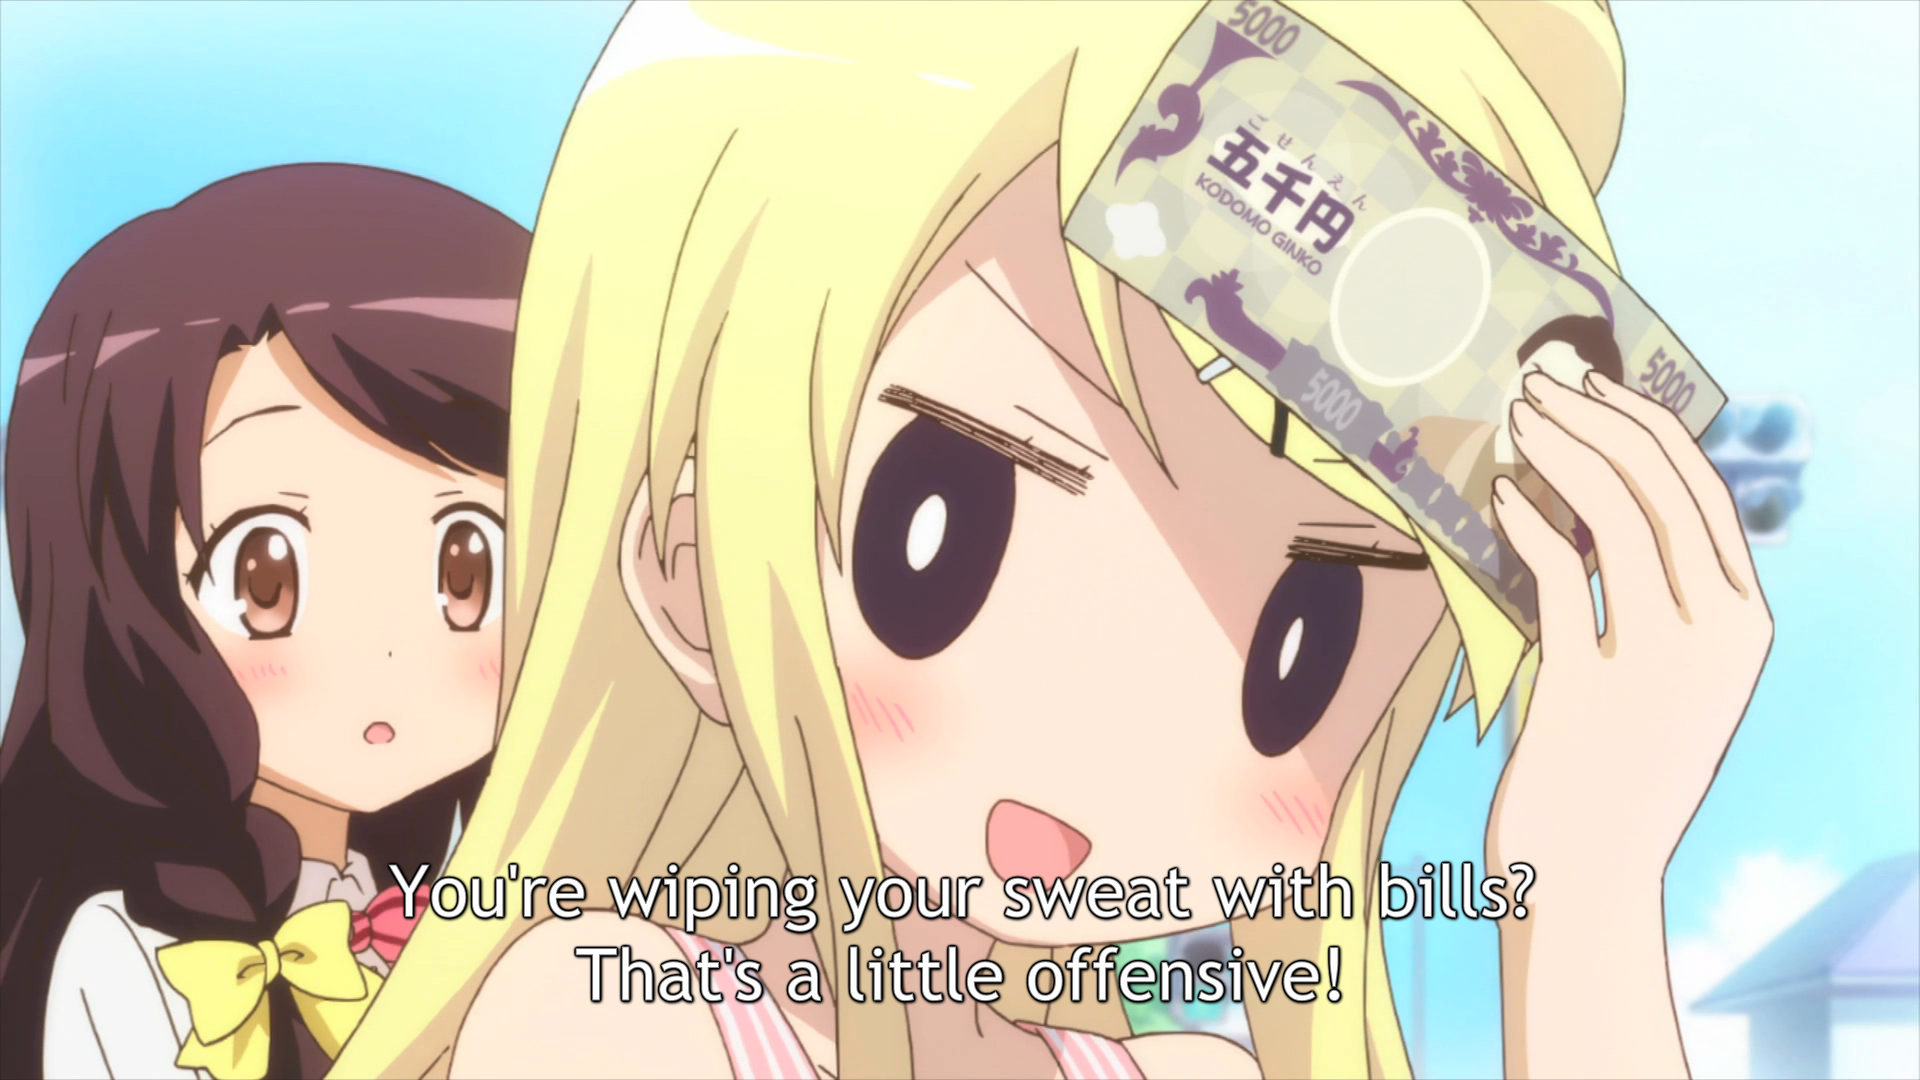 5000
ごせんえん
五千円
KODOMO GINKO
5000
5000
You're wiping your sweat with bills?
That's a little offensive!